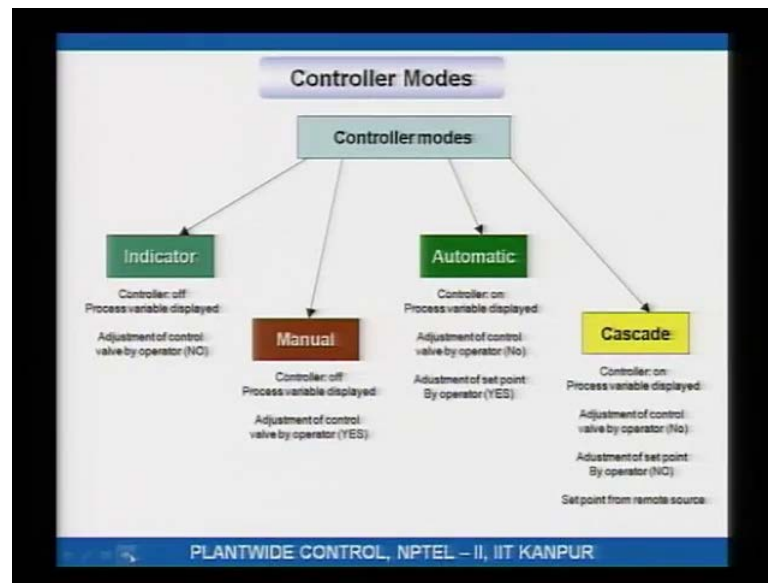 Controller Modes
Controller modes
Indicator
Controller: off
Process variable displayed
Adjustment of control
valve by operator (NO)
Manual
Controller: off
Process variable displayed
Adjustment of control
valve by operator (YES)
Automatic
Controller: on
Process variable displayed
Adjustment of control
valve by operator (No)
Adustment of set point
By operator (YES)
Cascade
Controller: on
Process variable displayed
Adjustment of control
valve by operator (No)
Adustment of set point
By operator (NO)
Set point from remote source
PLANTWIDE CONTROL, NPTEL – II, IIT KANPUR